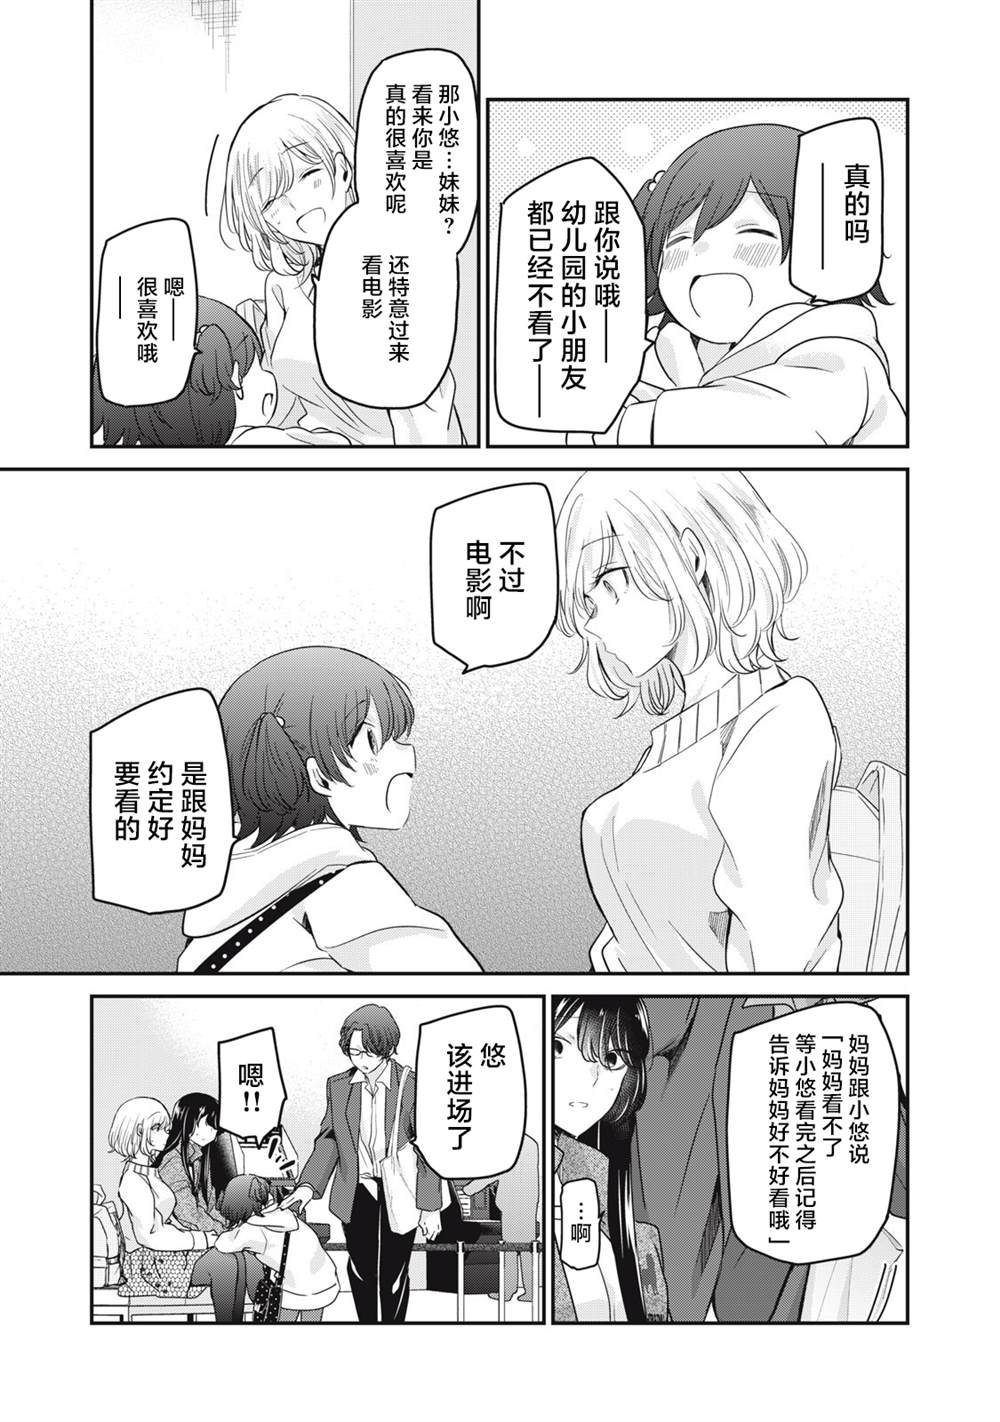 真的吗
——
跟你说哦——
幼儿园的小朋友
都已经不看了——
那小悠…妹妹?
看来你是
真的很喜欢呢
还特意过来
看电影
嗯——
很喜欢哦
——
不过
电影啊
是跟妈妈
约定好
要看的
妈妈跟小悠说
「妈妈看不了
等小悠看完之后记得
告诉妈妈好不好看哦」
…啊
悠
该进场了
嗯!!